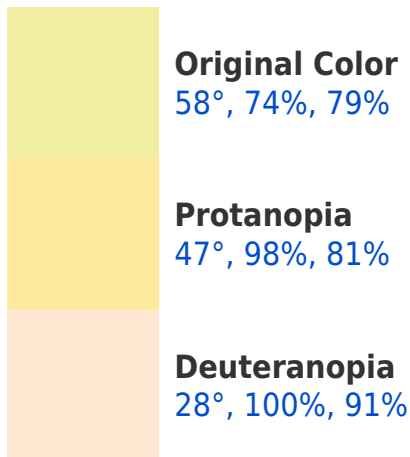 Original Color
58°, 74%, 79%
Protanopia
47°, 98%, 81%
Deuteranopia
28°, 100%, 91%